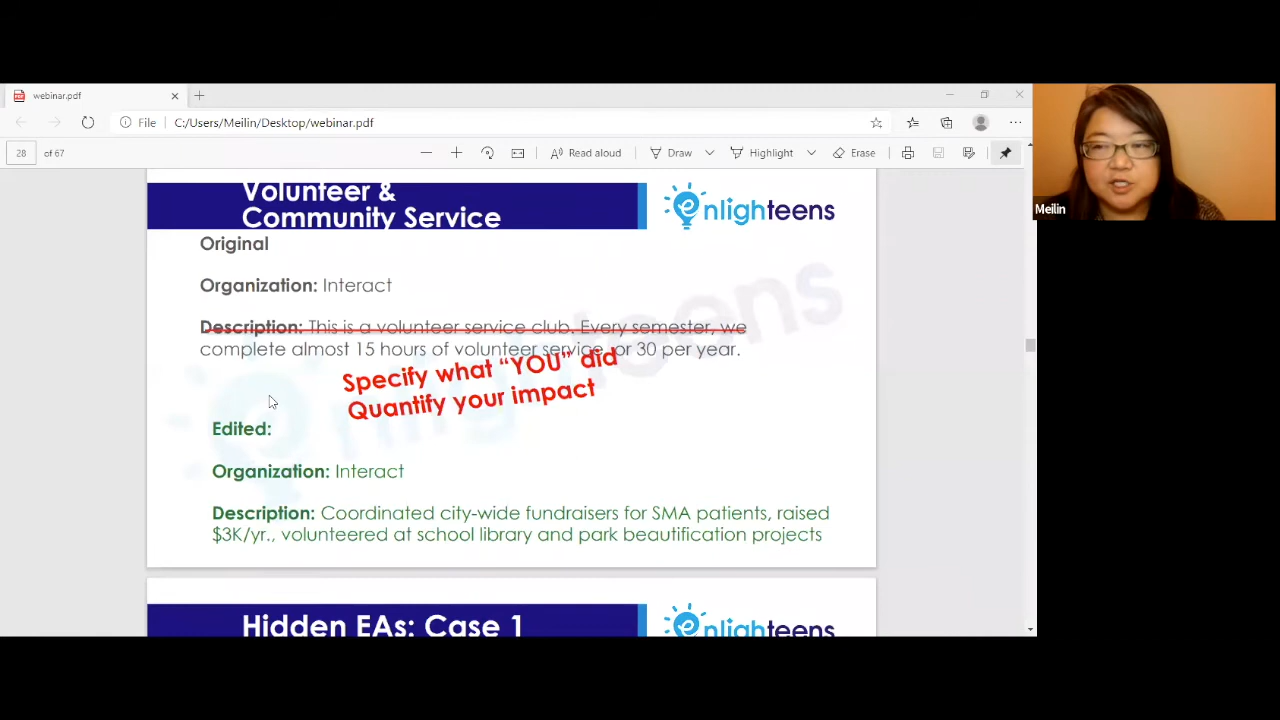 webinar.pdf
File C:/Users/Meilin/Desktop/webinar.pdf
28 of 67 Read aloud Draw Highlight Erase
Meilin
Volunteer &
Community Service
enlighteens
Original
Organization: Interact
Description: This is a volunteer service club. Every semester, we
complete almost 15 hours of volunteer service, or 30 per year.
Specify what “YOU” did
Quantify your impact
enlighteens
Edited:
Organization: Interact
Description: Coordinated city-wide fundraisers for SMA patients, raised
$3K/yr., volunteered at school library and park beautification projects
Hidden EAs: Case 1
enlighteens